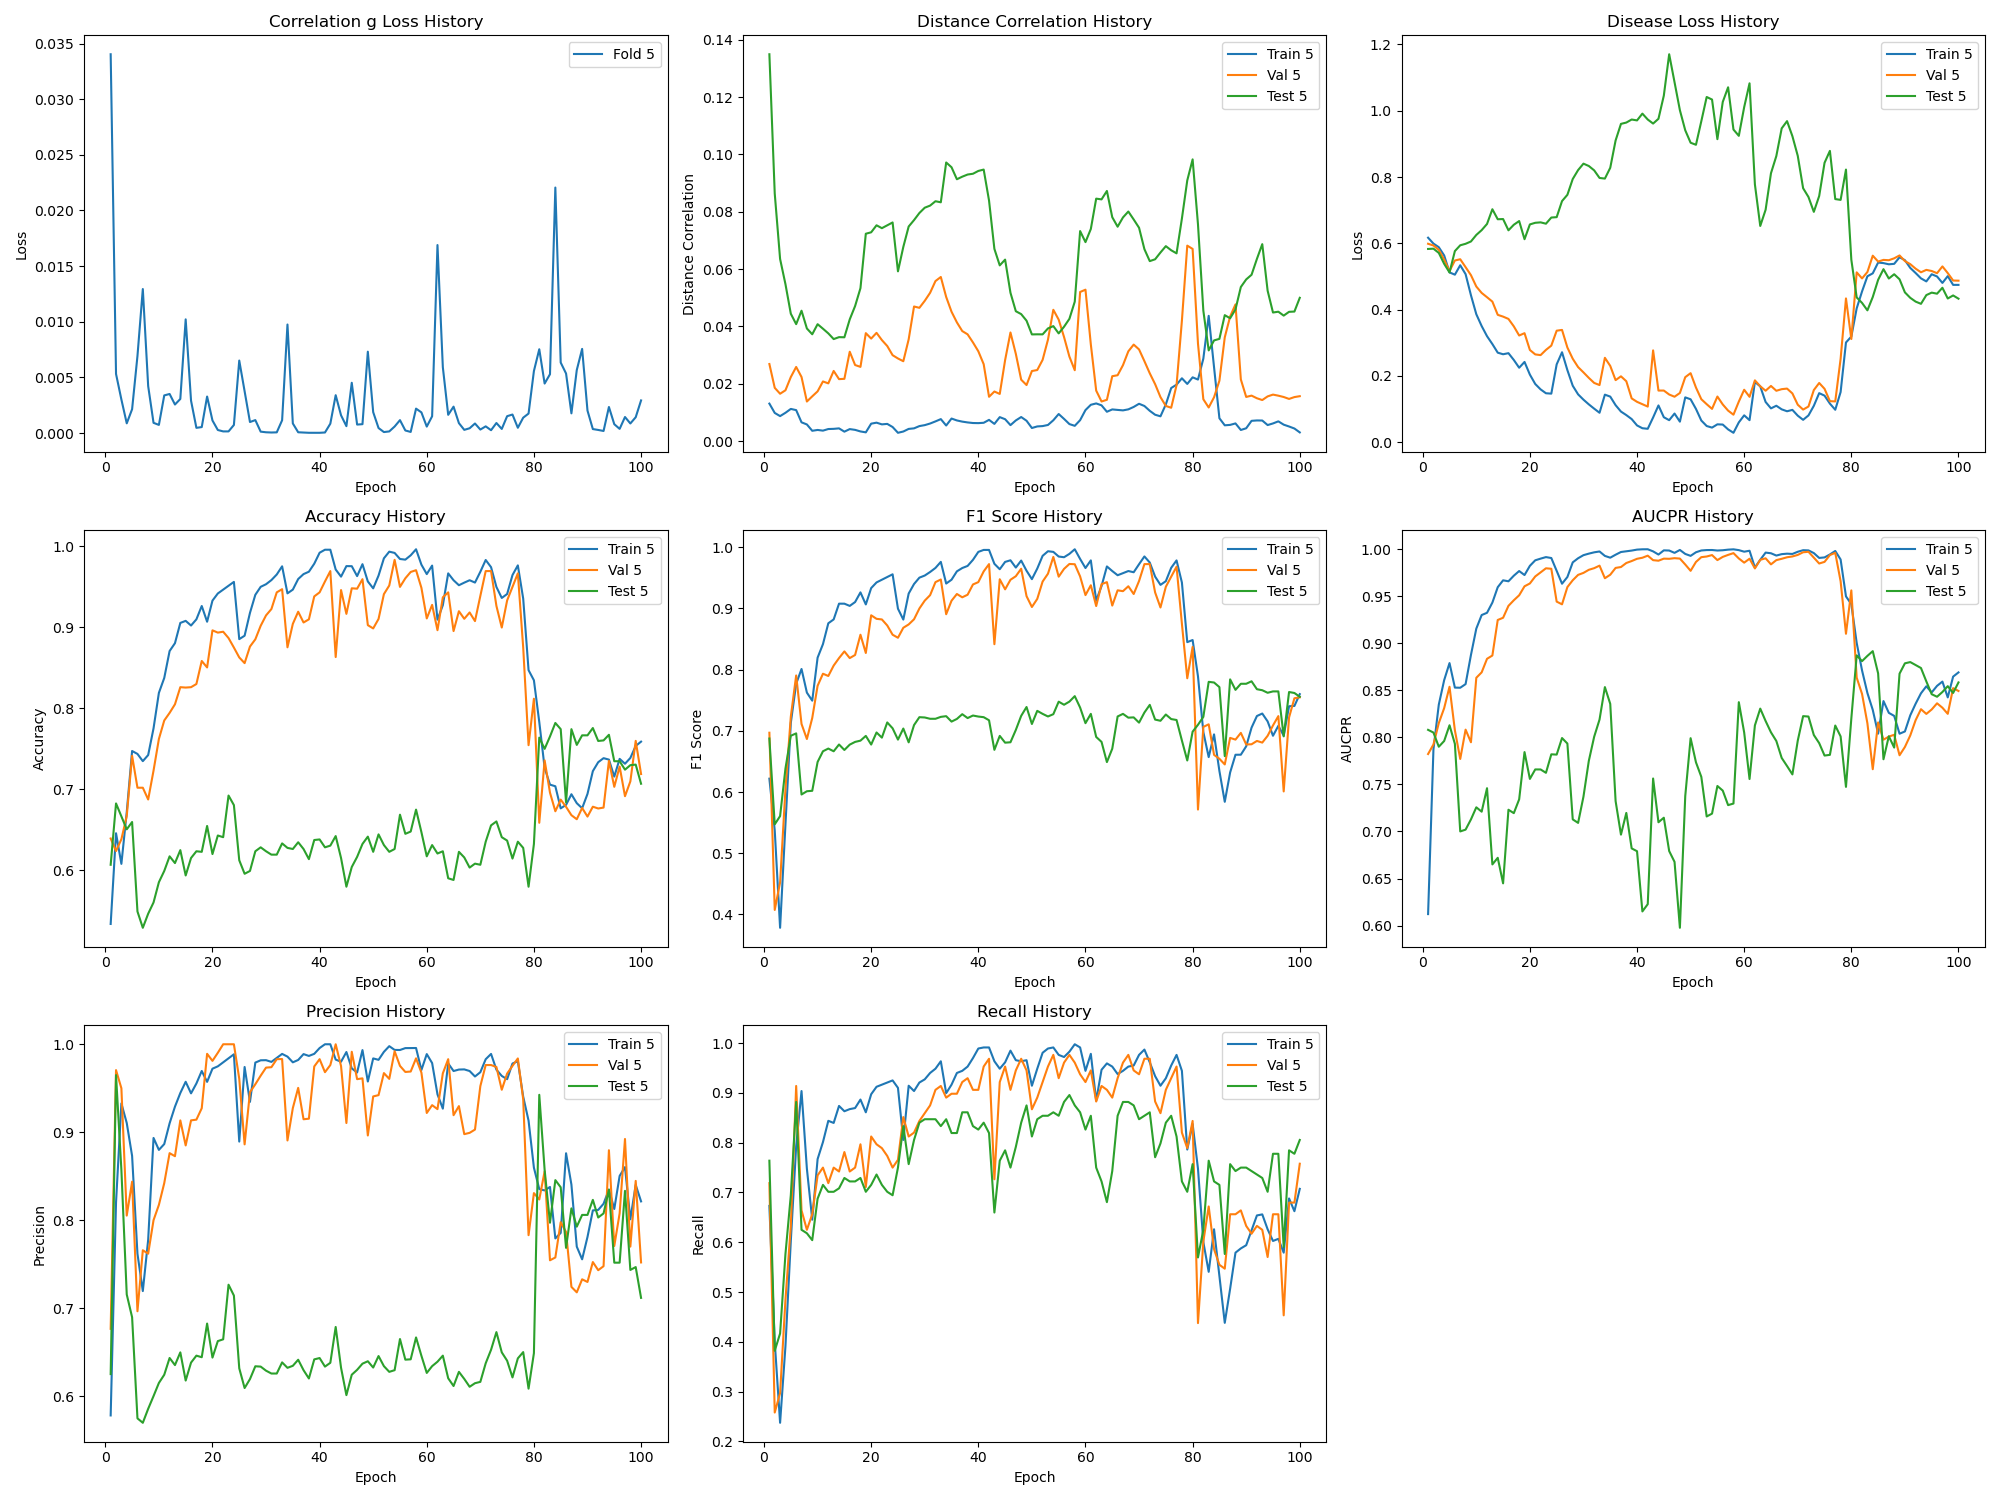 Correlation g Loss History
Loss
0.035
0.030
0.025
0.020
0.015
0.010
0.005
0.000
0 20 40 60 80 100
Epoch
Fold 5
Distance Correlation History
Distance Correlation
0.14
0.12
0.10
0.08
0.06
0.04
0.02
0.00
0 20 40 60 80 100
Epoch
Train 5
Val 5
Test 5
Disease Loss History
Loss
1.2
1.0
0.8
0.6
0.4
0.2
0.0
0 20 40 60 80 100
Epoch
Train 5
Val 5
Test 5
Accuracy History
Accuracy
1.0
0.9
0.8
0.7
0.6
0 20 40 60 80 100
Epoch
Train 5
Val 5
Test 5
F1 Score History
F1 Score
1.0
0.9
0.8
0.7
0.6
0.5
0.4
0 20 40 60 80 100
Epoch
Train 5
Val 5
Test 5
AUCPR History
AUCPR
1.00
0.95
0.90
0.85
0.80
0.75
0.70
0.65
0.60
0 20 40 60 80 100
Epoch
Train 5
Val 5
Test 5
Precision History
Precision
1.0
0.9
0.8
0.7
0.6
0 20 40 60 80 100
Epoch
Train 5
Val 5
Test 5
Recall History
Recall
1.0
0.9
0.8
0.7
0.6
0.5
0.4
0.3
0.2
0 20 40 60 80 100
Epoch
Train 5
Val 5
Test 5